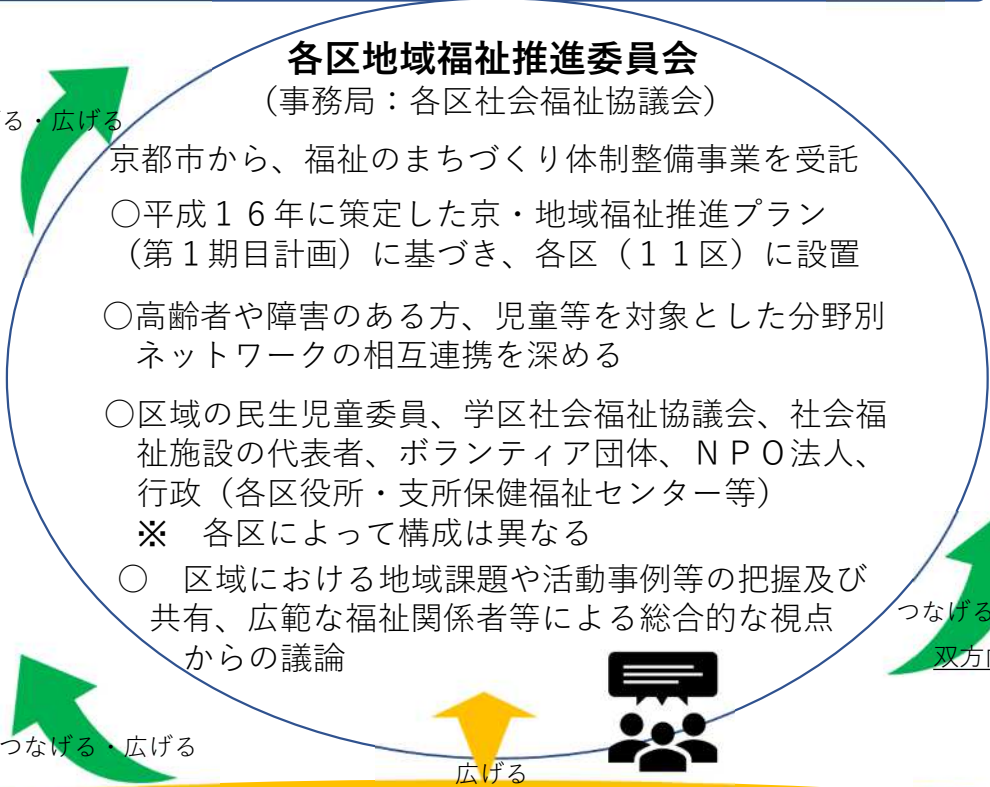 各区地域福祉推進委員会
（事務局：各区社会福祉協議会）
る・広げる
京都市から、福祉のまちづくり体制整備事業を受託
○平成１６年に策定した京・地域福祉推進プラン
（第１期目計画）に基づき、各区（１１区）に設置
○高齢者や障害のある方、児童等を対象とした分野別
ネットワークの相互連携を深める
○区域の民生児童委員、学区社会福祉協議会、社会福
祉施設の代表者、ボランティア団体、ＮＰＯ法人、
行政（各区役所・支所保健福祉センター等）
※　各区によって構成は異なる
○　区域における地域課題や活動事例等の把握及び
共有、広範な福祉関係者等による総合的な視点
からの議論
つなげる
双方
つなげる・広げる
広げる